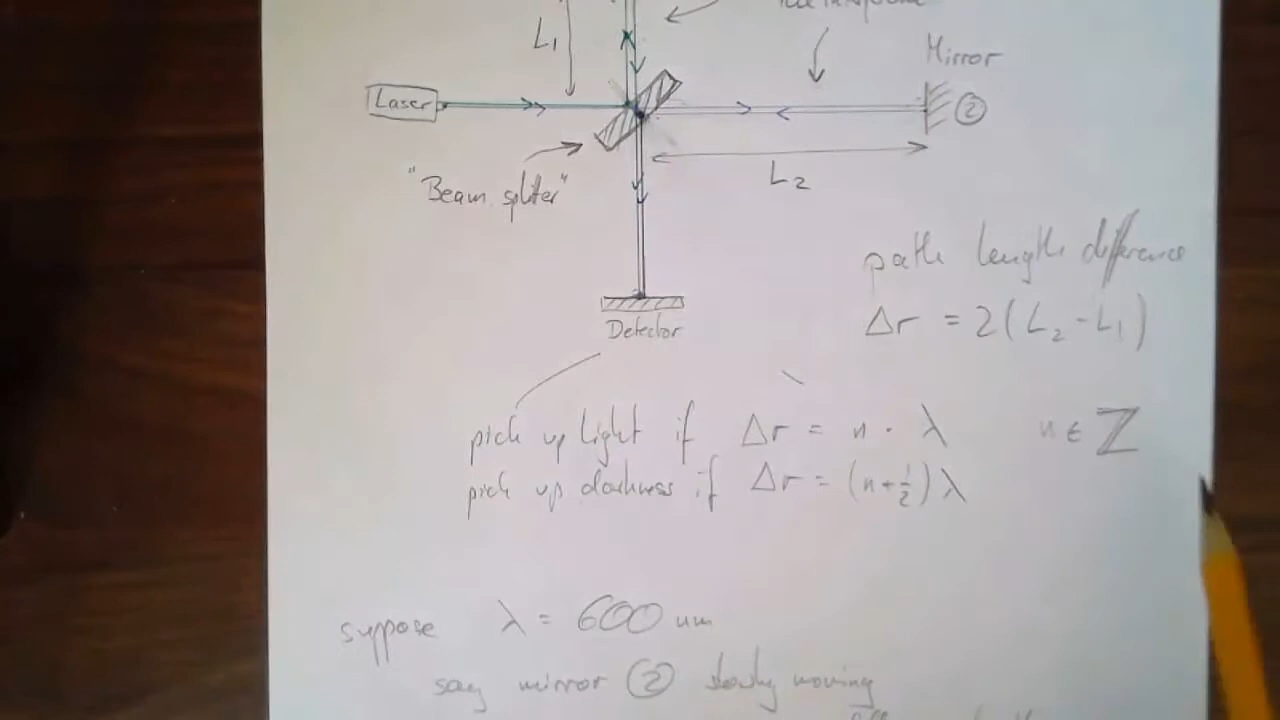 L₁
Mirror
Laser
②
"Beam spliter"
L₂
path length difference
Δr = 2(L₂-L₁)
Detector
pick up light if Δr = n · λ n ∈ ℤ
pick up darkness if Δr = (n+½)λ
suppose λ = 600 nm
say mirror ② slowly moving